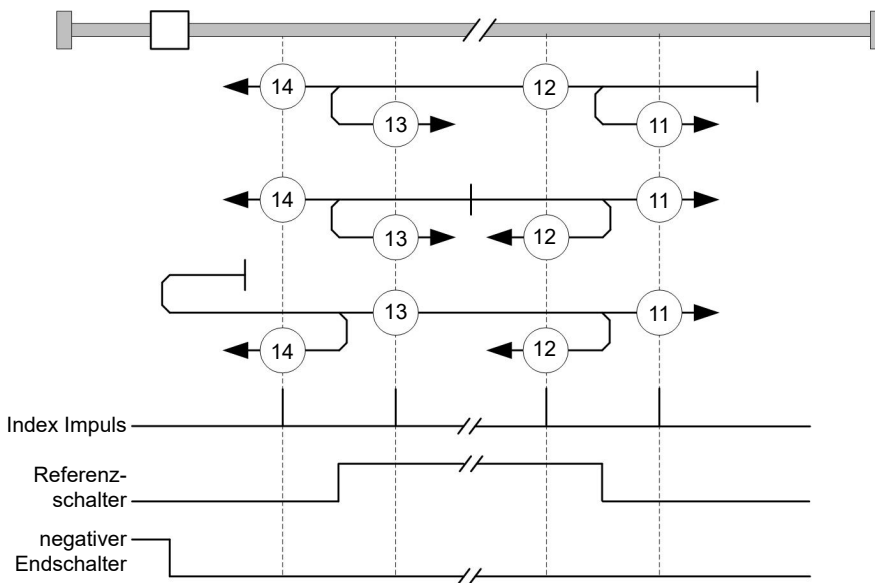 14
12
13
11
14
11
13
12
13
11
14
12
Index Impuls
Referenz-
schalter
negativer
Endschalter